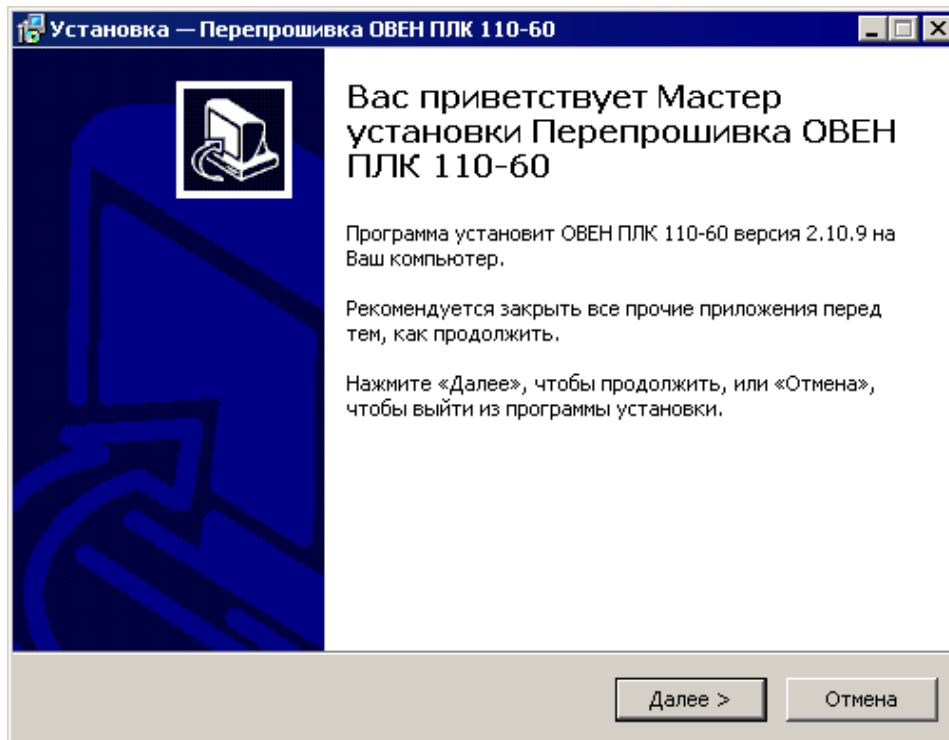 Установка — Перепрошивка ОВЕН ПЛК 110-60
Вас приветствует Мастер
установки Перепрошивка ОВЕН
ПЛК 110-60
Программа установит ОВЕН ПЛК 110-60 версия 2.10.9 на
Ваш компьютер.
Рекомендуется закрыть все прочие приложения перед
тем, как продолжить.
Нажмите «Далее», чтобы продолжить, или «Отмена»,
чтобы выйти из программы установки.
Далее >
Отмена